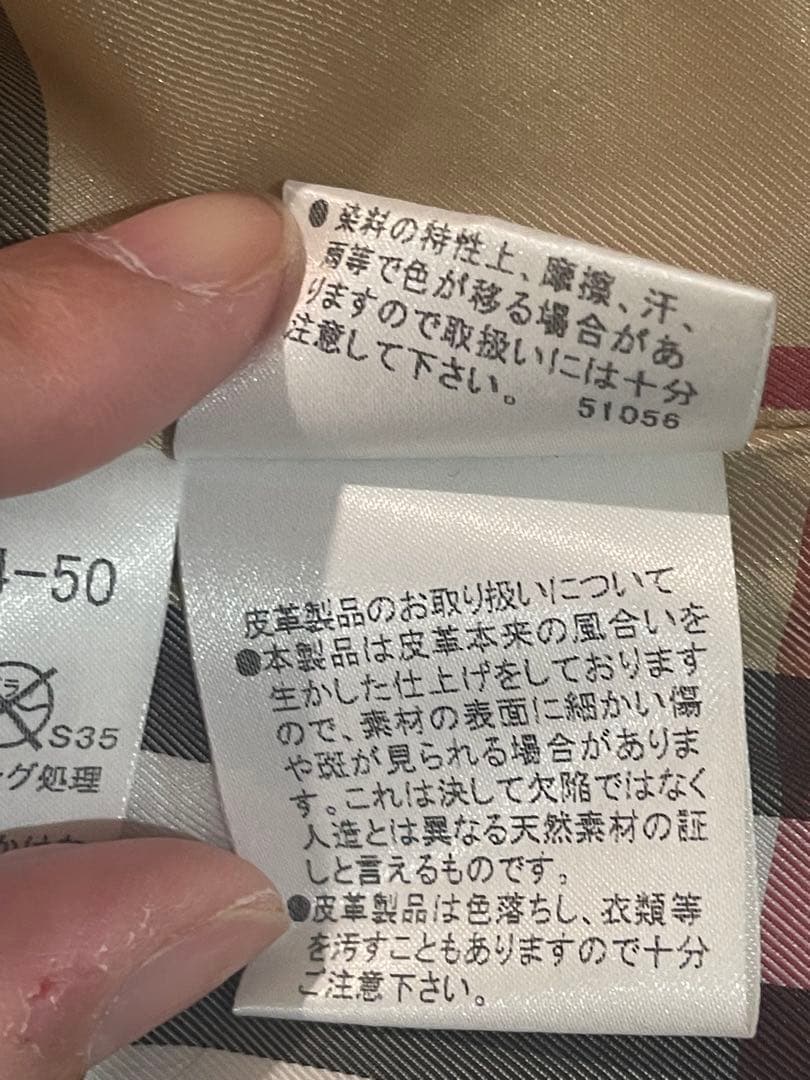 ●染料の特性上、摩擦、汗、
雨等で色が移る場合があ
りますので取扱いには十分
注意して下さい。
51056
4-50
S35
グ処理
皮革製品のお取り扱いについて
●本製品は皮革本来の風合いを
生かした仕上げをしております
ので、素材の表面に細かい傷
や斑が見られる場合がありま
す。これは決して欠陥ではなく
人造とは異なる天然素材の証
しと言えるものです。
●皮革製品は色落ちし、衣類等
を汚すこともありますので十分
ご注意下さい。